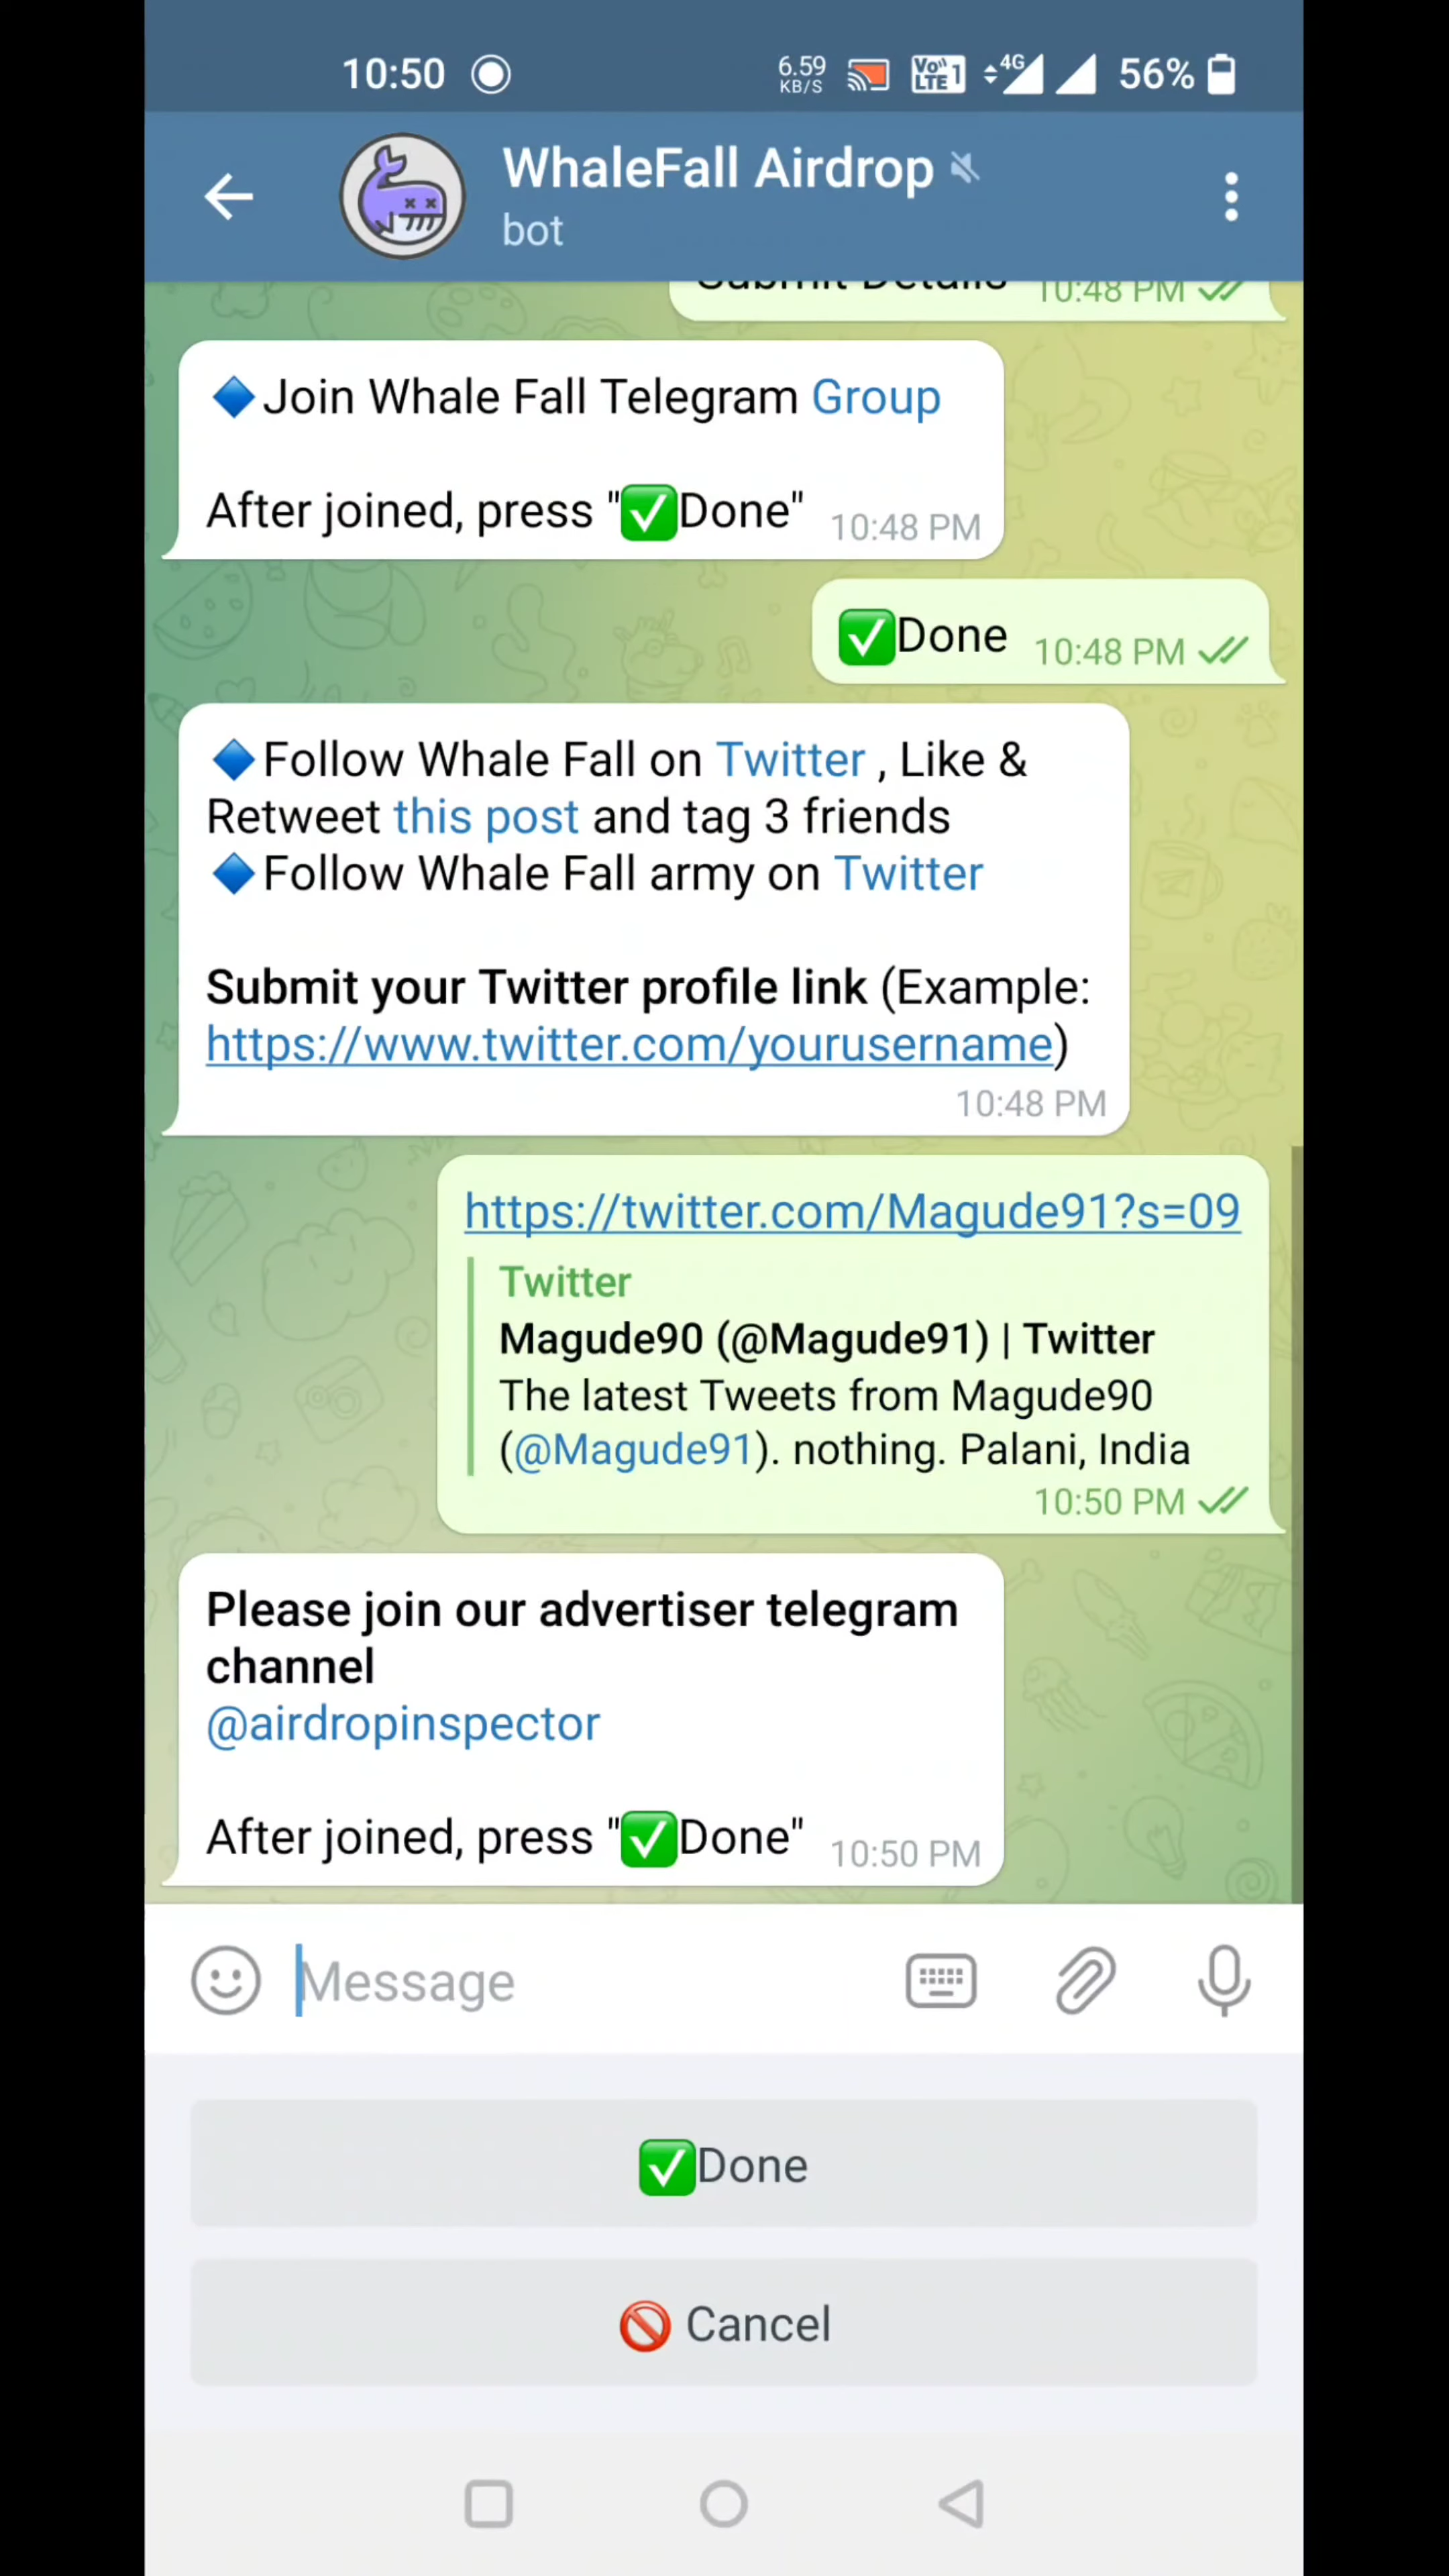 10:50 6.59 KB/S VoLTE 1 4G 56%
WhaleFall Airdrop
bot
Submit Details 10:48 PM
🔷Join Whale Fall Telegram Group
After joined, press "✅Done" 10:48 PM
✅Done 10:48 PM
🔷Follow Whale Fall on Twitter , Like &
Retweet this post and tag 3 friends
🔷Follow Whale Fall army on Twitter
Submit your Twitter profile link (Example:
https://www.twitter.com/yourusername)
10:48 PM
https://twitter.com/Magude91?s=09
Twitter
Magude90 (@Magude91) | Twitter
The latest Tweets from Magude90
(@Magude91). nothing. Palani, India
10:50 PM
Please join our advertiser telegram
channel
@airdropinspector
After joined, press "✅Done" 10:50 PM
Message
✅Done
🚫 Cancel